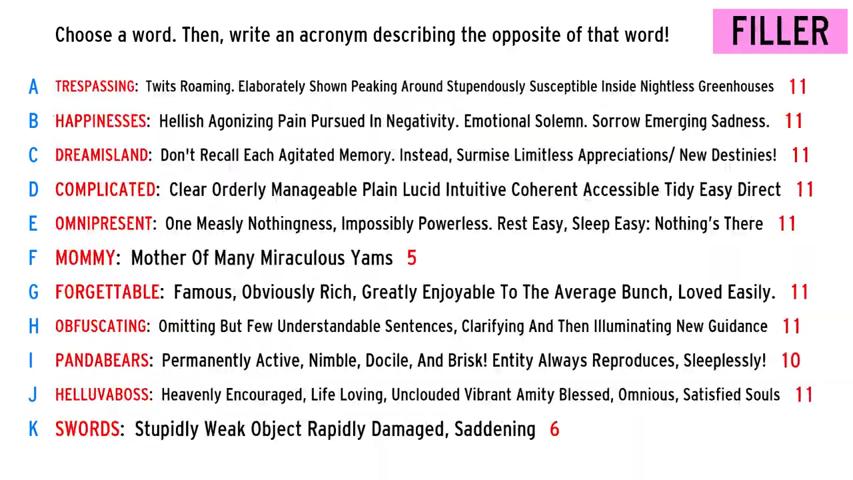 Choose a word. Then, write an acronym describing the opposite of that word!
FILLER
A TRESPASSING: Twits Roaming. Elaborately Shown Peaking Around Stupendously Susceptible Inside Nightless Greenhouses 11
B HAPPINESSES: Hellish Agonizing Pain Pursued In Negativity. Emotional Solemn. Sorrow Emerging Sadness. 11
C DREAMISLAND: Don't Recall Each Agitated Memory. Instead, Surmise Limitless Appreciations/ New Destinies! 11
D COMPLICATED: Clear Orderly Manageable Plain Lucid Intuitive Coherent Accessible Tidy Easy Direct 11
E OMNIPRESENT: One Measly Nothingness, Impossibly Powerless. Rest Easy, Sleep Easy: Nothing's There 11
F MOMMY: Mother Of Many Miraculous Yams 5
G FORGETTABLE: Famous, Obviously Rich, Greatly Enjoyable To The Average Bunch, Loved Easily. 11
H OBFUSCATING: Omitting But Few Understandable Sentences, Clarifying And Then Illuminating New Guidance 11
I PANDABEARS: Permanently Active, Nimble, Docile, And Brisk! Entity Always Reproduces, Sleeplessly! 10
J HELLUVABOSS: Heavenly Encouraged, Life Loving, Unclouded Vibrant Amity Blessed, Omnious, Satisfied Souls 11
K SWORDS: Stupidly Weak Object Rapidly Damaged, Saddening 6